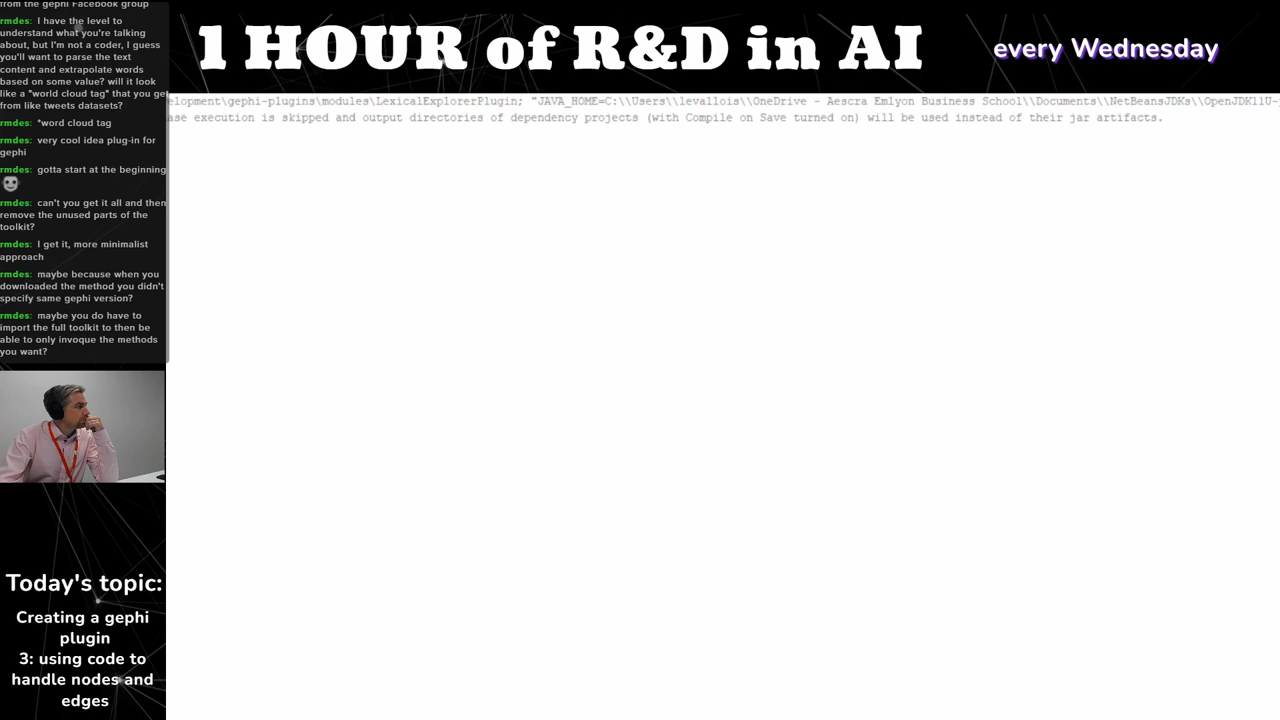 1 HOUR of R&D in AI
every Wednesday
from the gephi Facebook group
rmdes: I have the level to
understand what you're talking
about, but I'm not a coder, I guess
you'll want to parse the text
content and extrapolate words
based on some value? will it look
like a "world cloud tag" that you get
from like tweets datasets?
rmdes: *word cloud tag
rmdes: very cool idea plug-in for
gephi
rmdes: gotta start at the beginning
rmdes: can't you get it all and then
remove the unused parts of the
toolkit?
rmdes: I get it, more minimalist
approach
rmdes: maybe because when you
downloaded the method you didn't
specify same gephi version?
rmdes: maybe you do have to
import the full toolkit to then be
able to only invoque the methods
you want?
elopment\gephi-plugins\modules\LexicalExplorerPlugin; "JAVA_HOME=C:\\Users\\levallois\\OneDrive - Aescra Emlyon Business School\\Documents\\NetBeansJDKs\\OpenJDK11U-
ase execution is skipped and output directories of dependency projects (with Compile on Save turned on) will be used instead of their jar artifacts.
Today's topic:
Creating a gephi
plugin
3: using code to
handle nodes and
edges